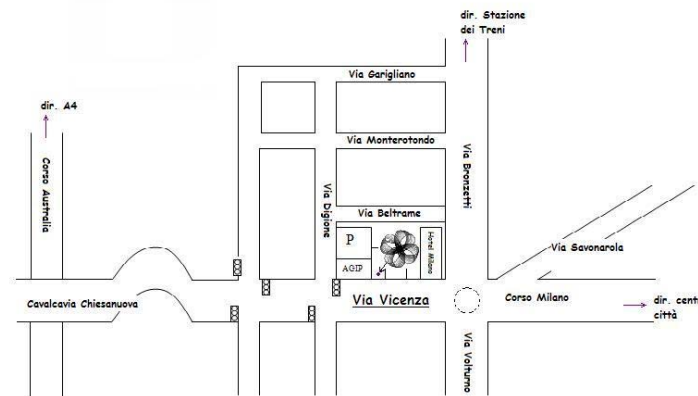 dir. Stazione
dei Treni
Via Garigliano
dir. A4
Via Monterotondo
Corso Australia
Via Bronzetti
Via Digione
Via Beltrame
P
Hotel Milano
Via Savonarola
AGIP
Cavalcavia Chiesanuova
Via Vicenza
Corso Milano
dir. cent
città
Via Volturno